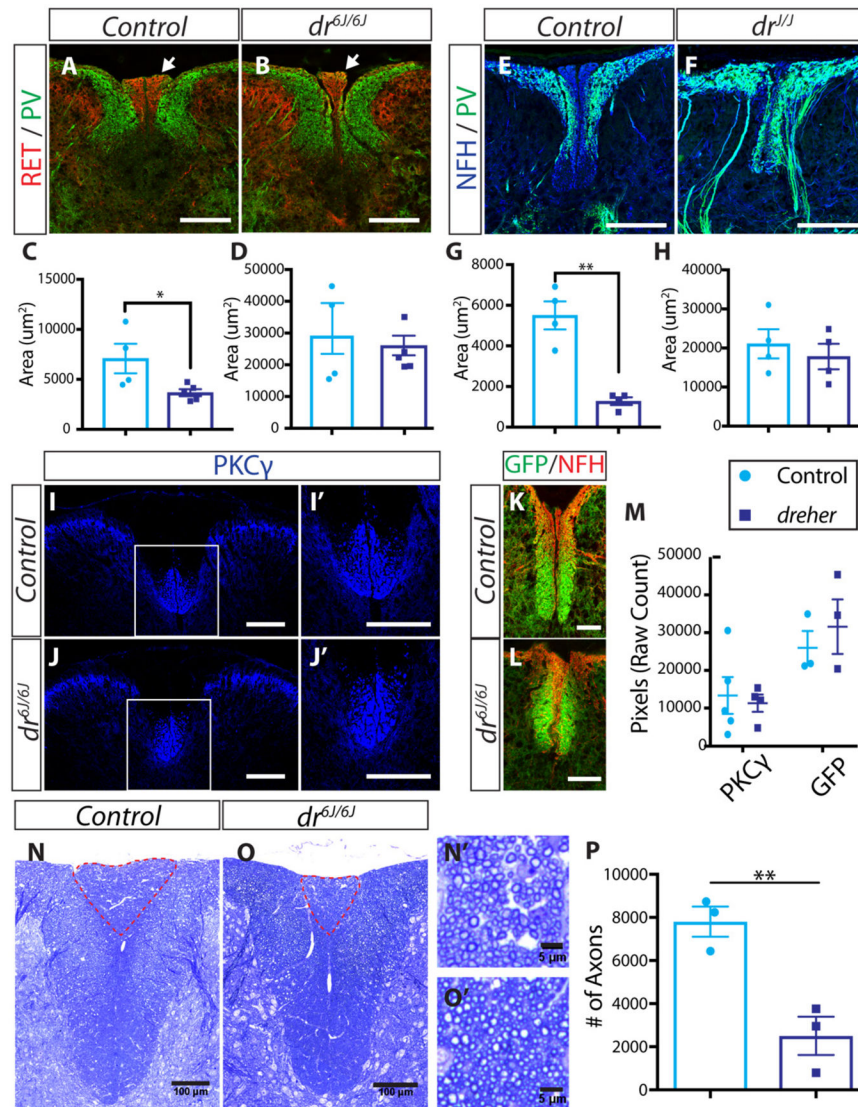 Control
dr6J/6J
Control
drJ/J
RET / PV
A
B
NFH / PV
E
F
C
D
G
H
Area (um²)
15000
10000
5000
0
*
Area (um²)
50000
40000
30000
20000
10000
0
Area (um²)
8000
6000
4000
2000
0
**
Area (um²)
40000
30000
20000
10000
0
PKCγ
GFP/NFH
Control
I
I'
Control
K
dr6J/6J
J
J'
dr6J/6J
L
Control
dreher
M
Pixels (Raw Count)
50000
40000
30000
20000
10000
0
PKCγ
GFP
Control
dr6J/6J
N
100 µm
O
100 µm
N'
5 µm
O'
5 µm
P
# of Axons
10000
8000
6000
4000
2000
0
**